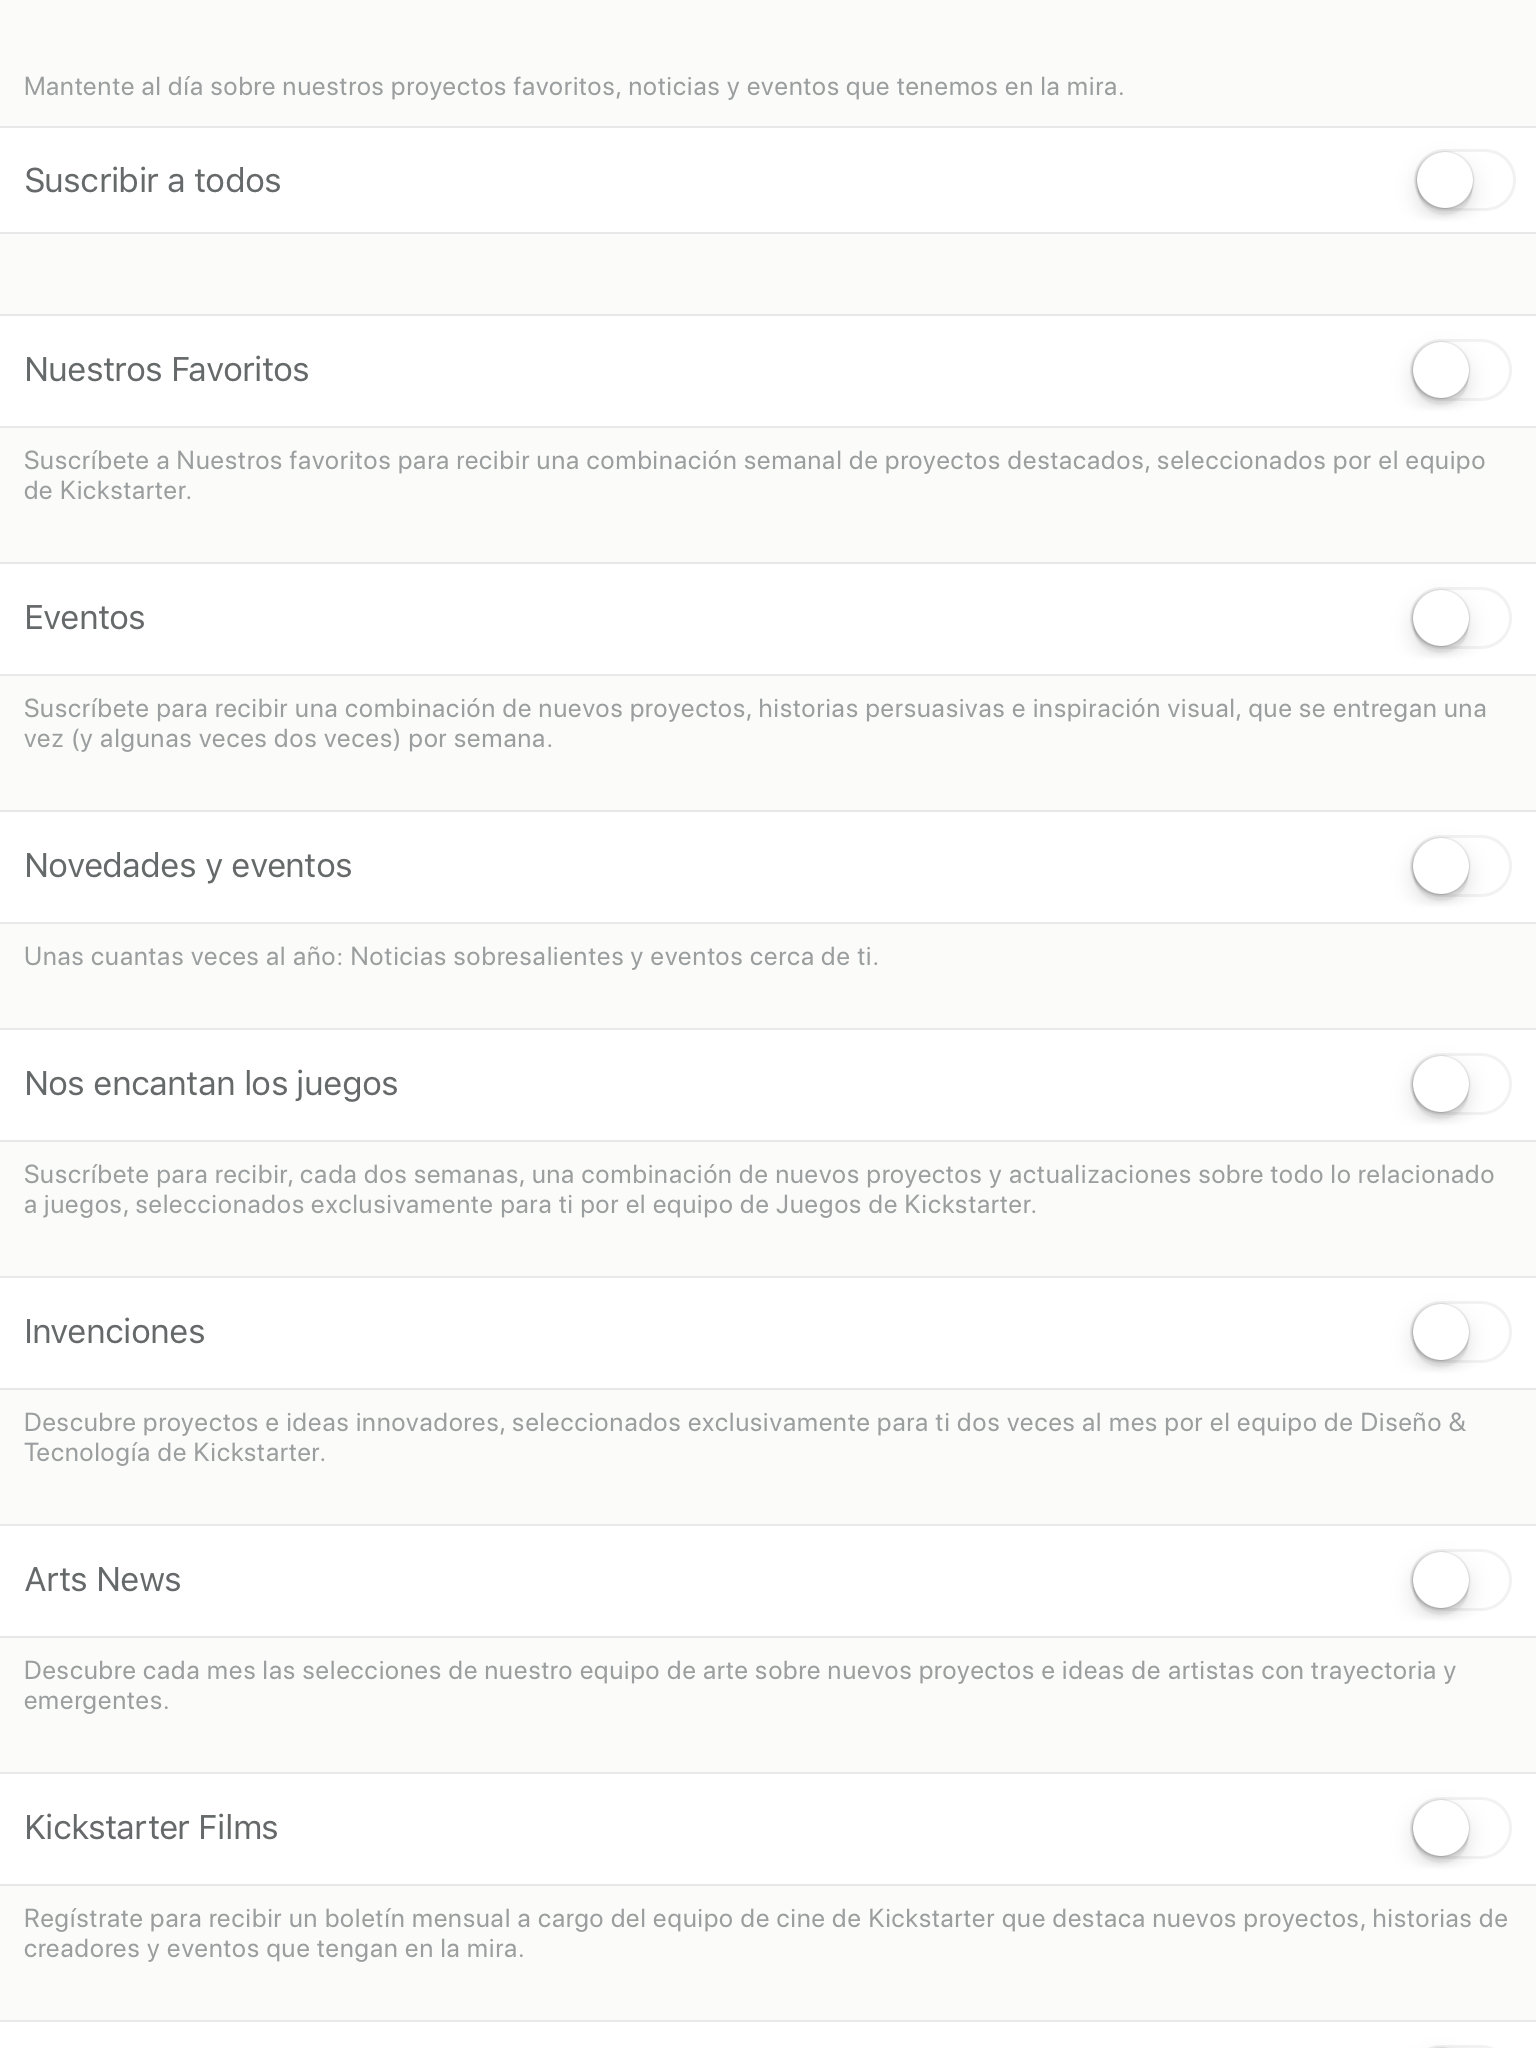 Mantente al día sobre nuestros proyectos favoritos, noticias y eventos que tenemos en la mira.
Suscribir a todos
Nuestros Favoritos
Suscríbete a Nuestros favoritos para recibir una combinación semanal de proyectos destacados, seleccionados por el equipo
de Kickstarter.
Eventos
Suscríbete para recibir una combinación de nuevos proyectos, historias persuasivas e inspiración visual, que se entregan una
vez (y algunas veces dos veces) por semana.
Novedades y eventos
Unas cuantas veces al año: Noticias sobresalientes y eventos cerca de ti.
Nos encantan los juegos
Suscríbete para recibir, cada dos semanas, una combinación de nuevos proyectos y actualizaciones sobre todo lo relacionado
a juegos, seleccionados exclusivamente para ti por el equipo de Juegos de Kickstarter.
Invenciones
Descubre proyectos e ideas innovadores, seleccionados exclusivamente para ti dos veces al mes por el equipo de Diseño &
Tecnología de Kickstarter.
Arts News
Descubre cada mes las selecciones de nuestro equipo de arte sobre nuevos proyectos e ideas de artistas con trayectoria y
emergentes.
Kickstarter Films
Regístrate para recibir un boletín mensual a cargo del equipo de cine de Kickstarter que destaca nuevos proyectos, historias de
creadores y eventos que tengan en la mira.